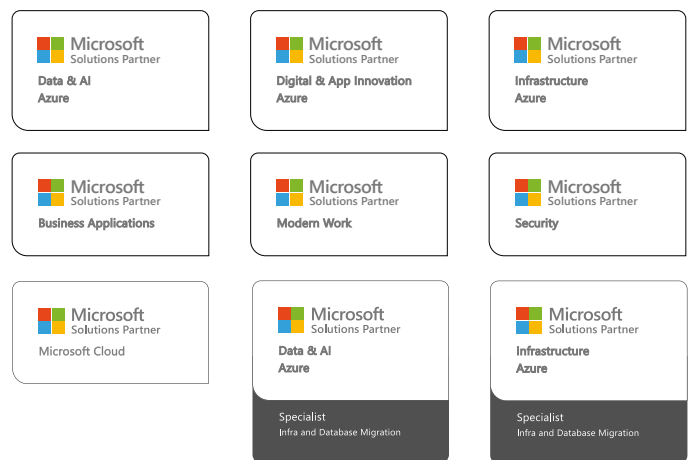 Microsoft
Solutions Partner
Data & AI
Azure
Microsoft
Solutions Partner
Digital & App Innovation
Azure
Microsoft
Solutions Partner
Infrastructure
Azure
Microsoft
Solutions Partner
Business Applications
Microsoft
Solutions Partner
Modern Work
Microsoft
Solutions Partner
Security
Microsoft
Solutions Partner
Microsoft Cloud
Microsoft
Solutions Partner
Data & AI
Azure
Specialist
Infra and Database Migration
Microsoft
Solutions Partner
Infrastructure
Azure
Specialist
Infra and Database Migration